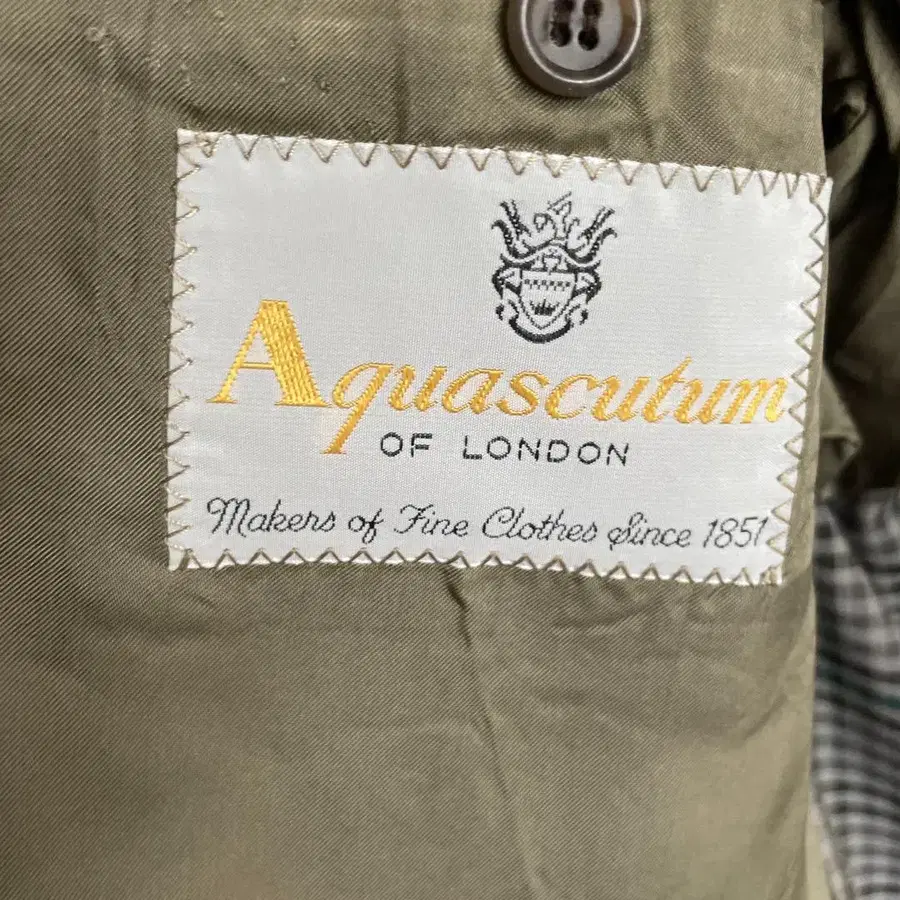 Aquascutum
OF LONDON
Makers of Fine Clothes Since 1851